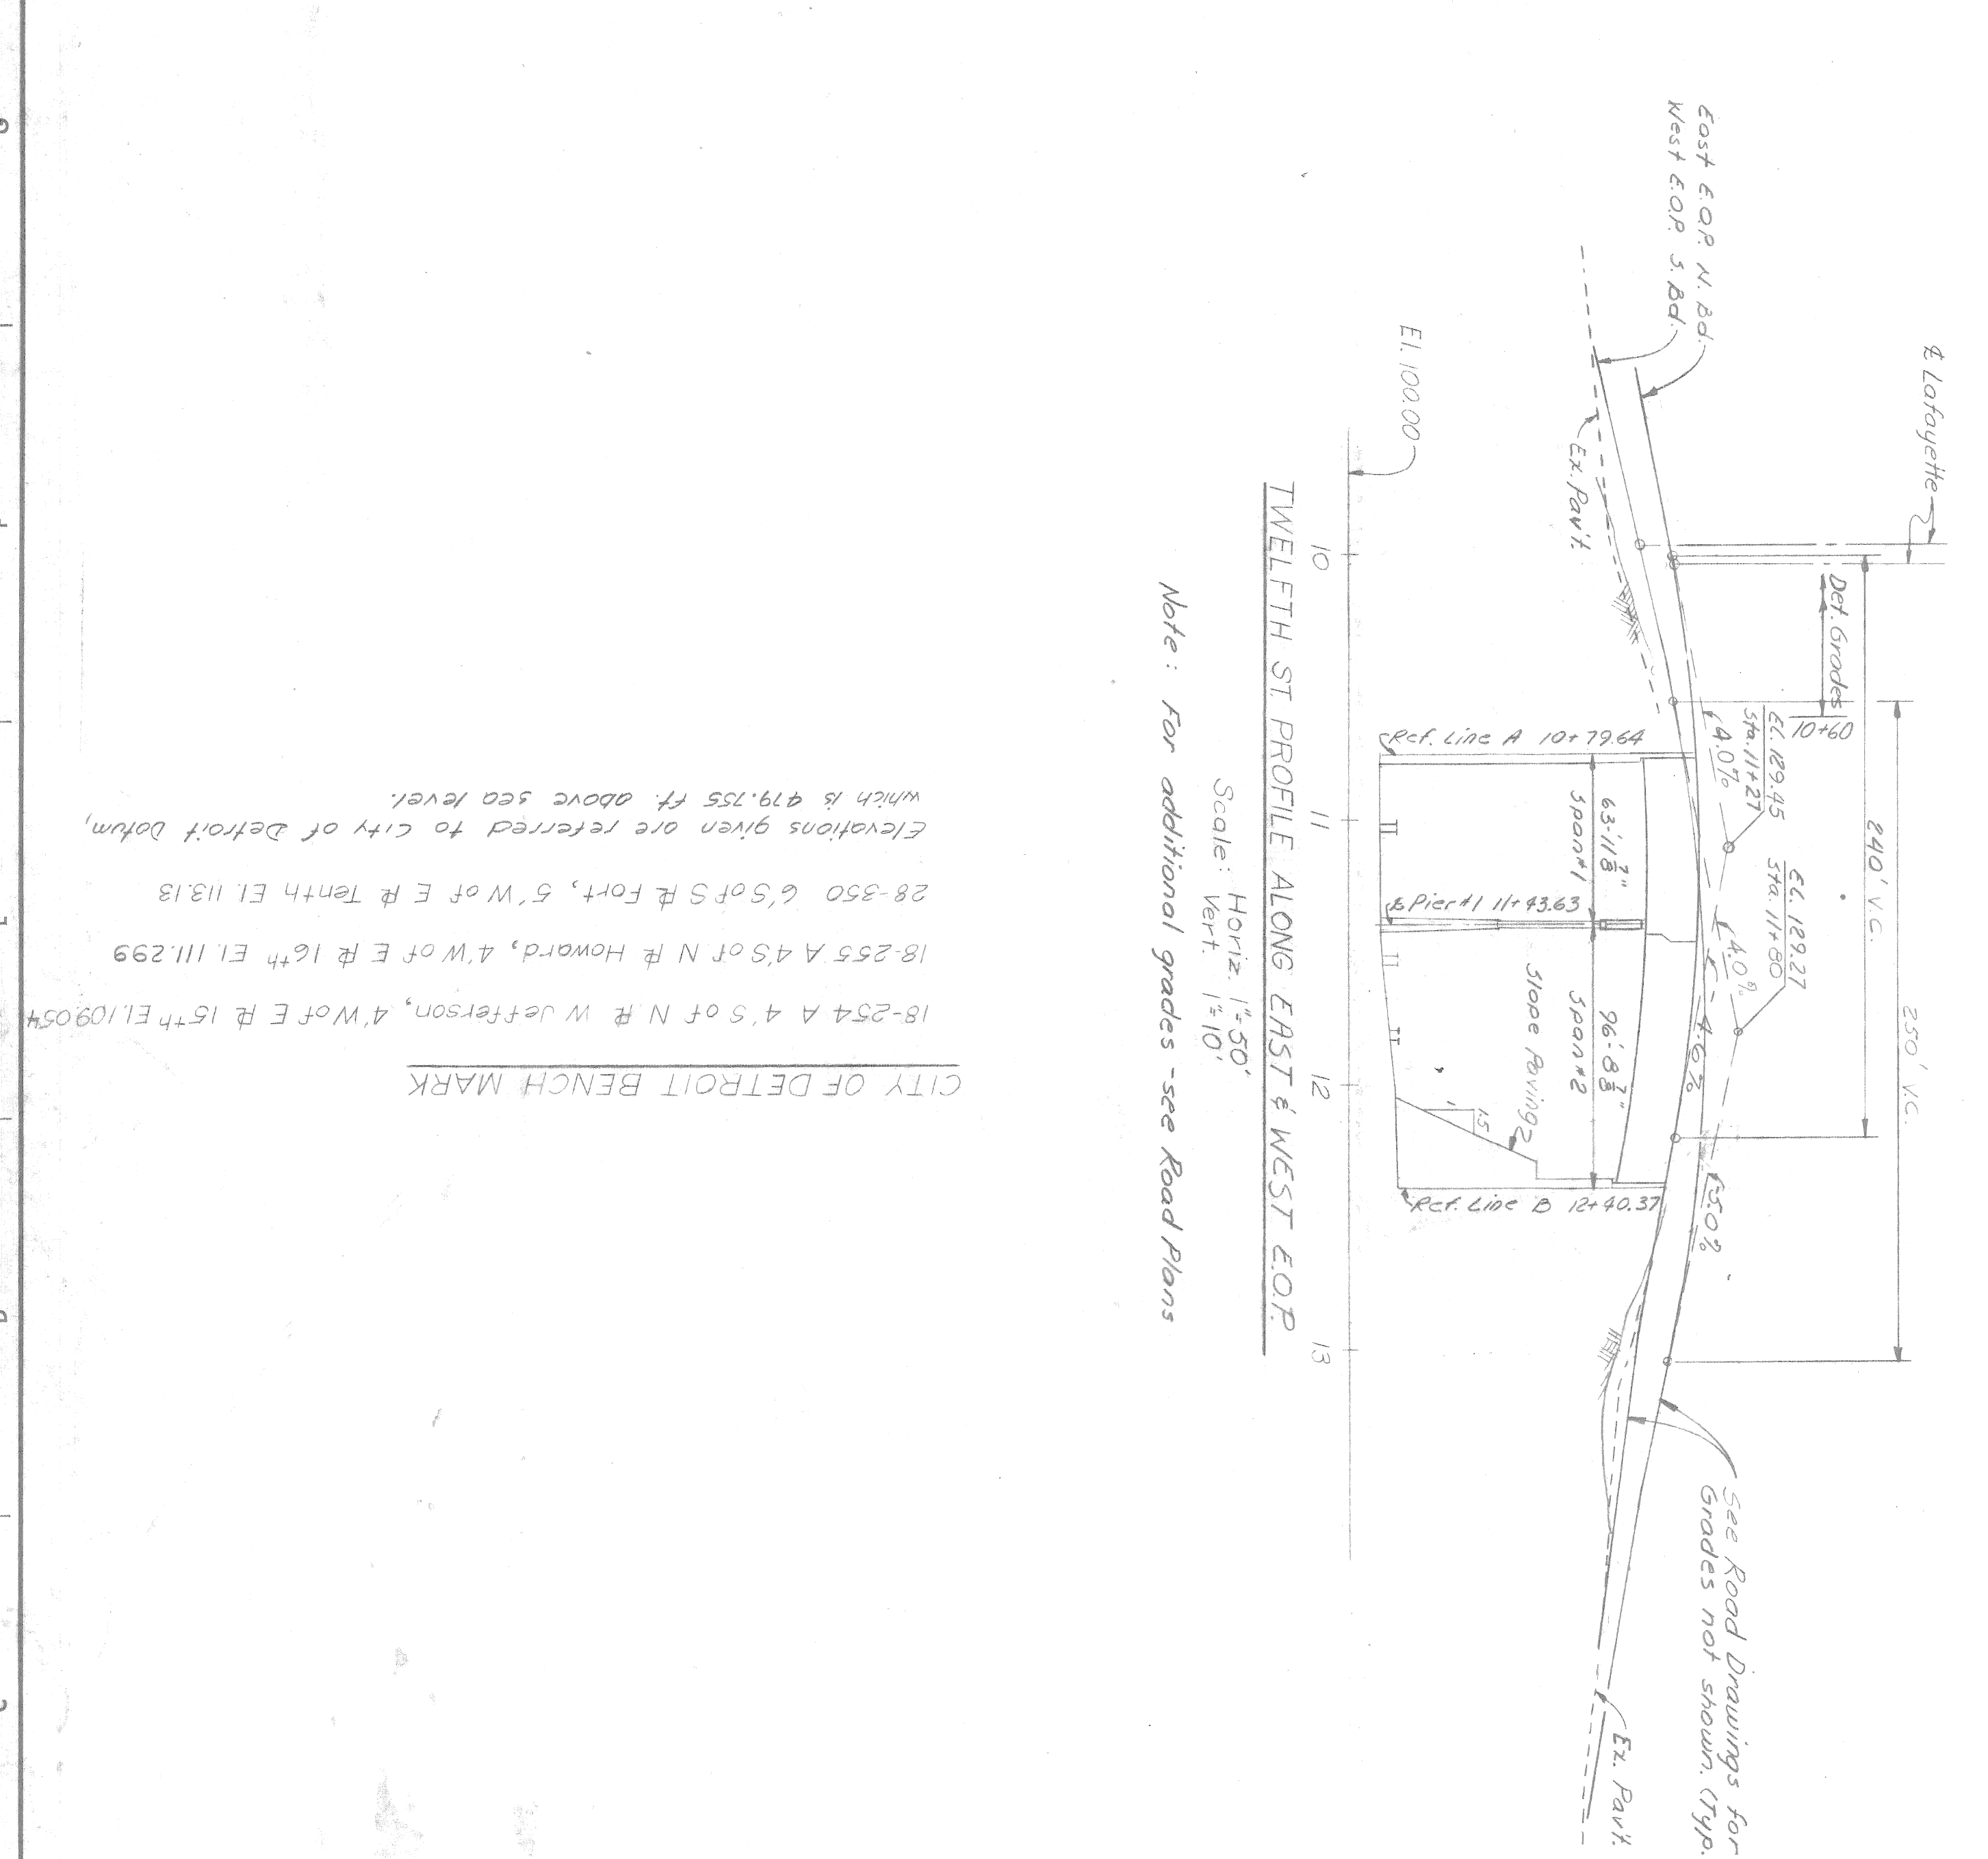 ₵ Lafayette
250' V.C.
240' V.C.
Det. Grades
10+60
El. 129.45
Sta. 11+27
El. 129.27
Sta. 11+80
4.0%
4.0%
4.6%
5.0%
East E.O.P. N. Bd.
West E.O.P. S. Bd.
Ex. Pav't.
See Road Drawings for
Grades not shown. (Typ.
Ex. Pav't.
Ref. Line A 10+79.64
63'-11 7/8"
Span #1
₵ Pier #1 11+43.63
96'-8 7/8"
Span #2
Slope Paving
1
1.5
Ref. Line B 12+40.37
El. 100.00
10
11
12
13
TWELFTH ST. PROFILE ALONG EAST & WEST E.O.P.
Scale: Horiz. 1"=50'
Vert. 1"=10'
Note: For additional grades - see Road Plans
CITY OF DETROIT BENCH MARK
18-254 A 4'S of N ⅊ W Jefferson, 4'W of E ⅊ 15th El. 109.054
18-255 A 4'S of N ⅊ Howard, 4'W of E ⅊ 16th El. 111.299
28-350 6'S of S ⅊ Fort, 5'W of E ⅊ Tenth El. 113.13
Elevations given are referred to City of Detroit Datum,
which is 479.755 ft. above sea level.
G
F
E
D
C